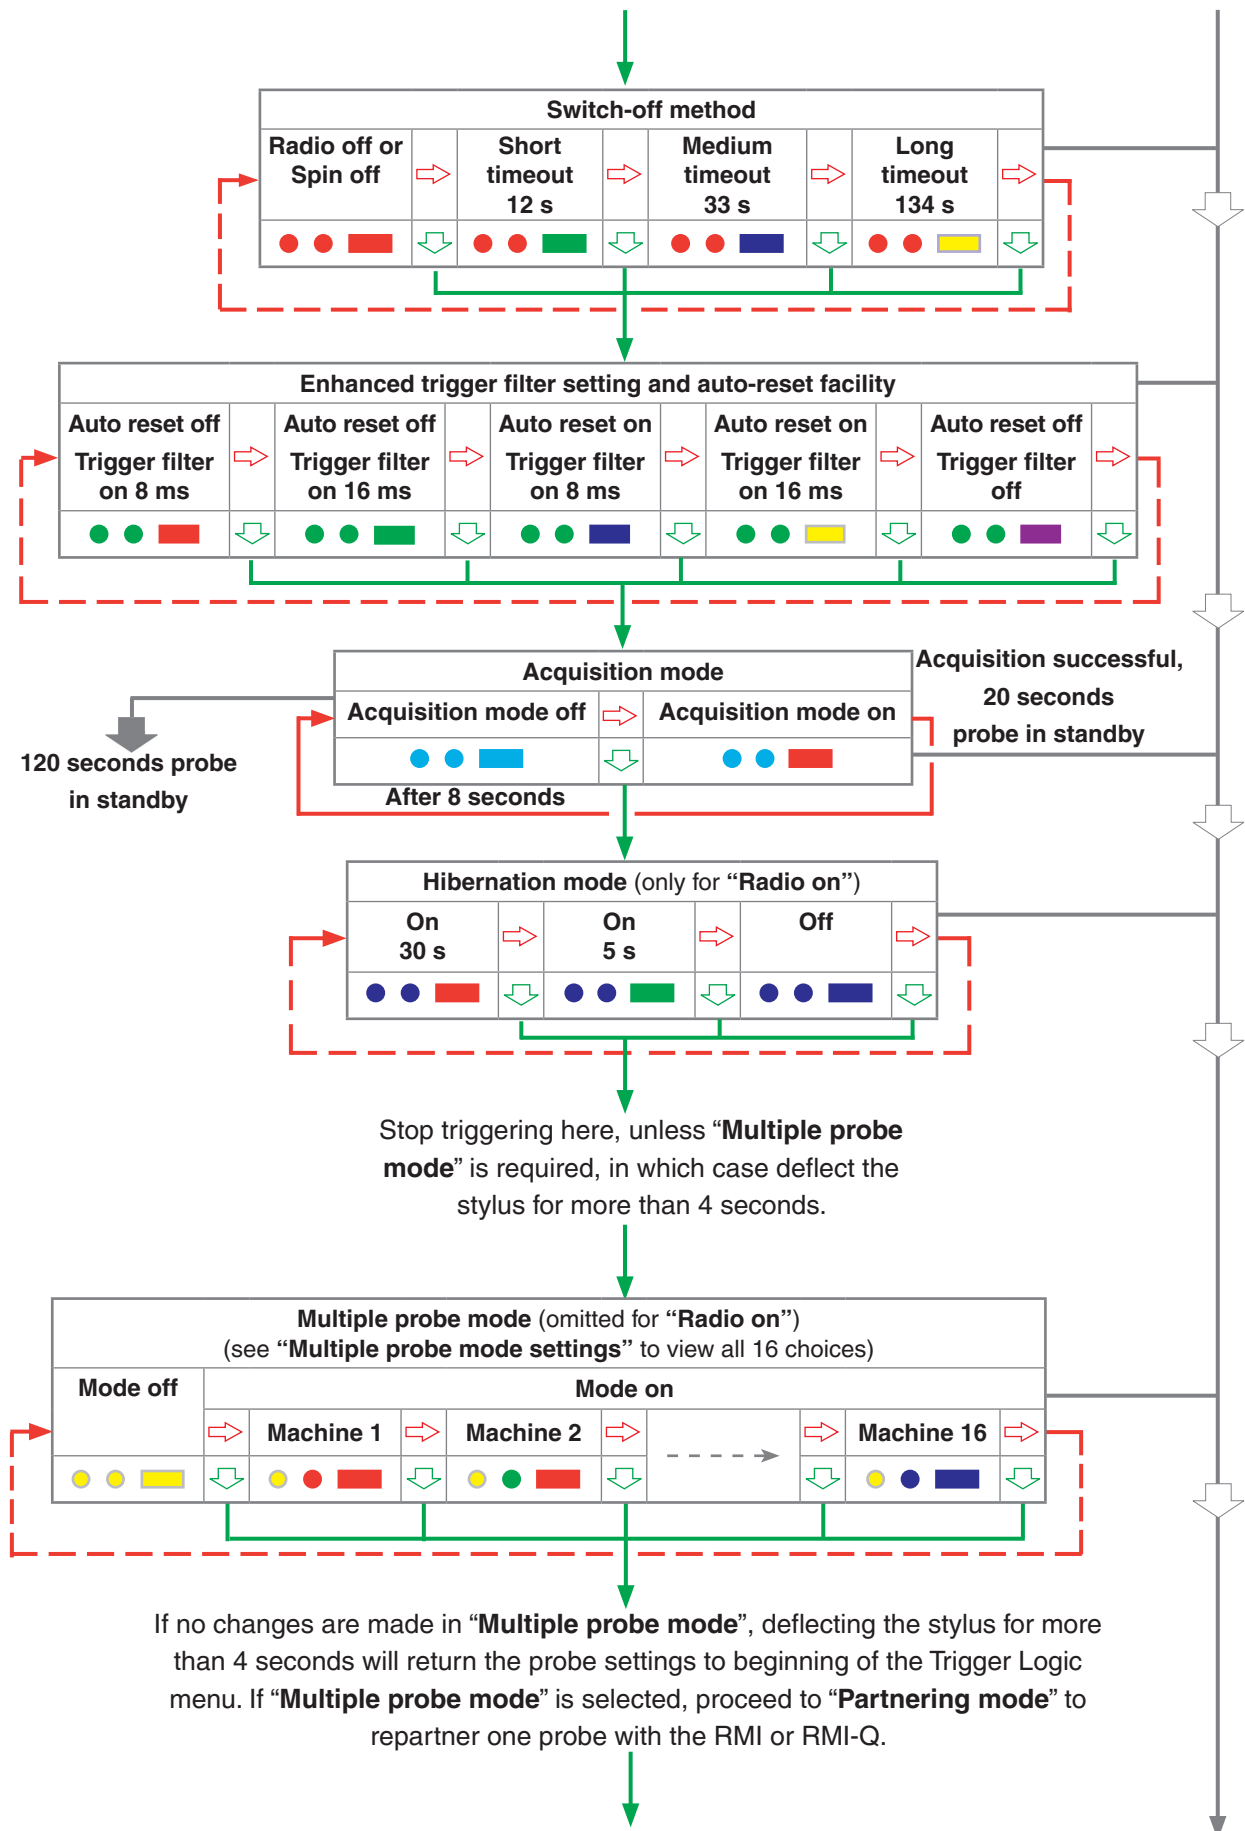 Switch-off method
Radio off or
Spin off
Short
timeout
12 s
Medium
timeout
33 s
Long
timeout
134 s
Enhanced trigger filter setting and auto-reset facility
Auto reset off
Trigger filter
on 8 ms
Auto reset off
Trigger filter
on 16 ms
Auto reset on
Trigger filter
on 8 ms
Auto reset on
Trigger filter
on 16 ms
Auto reset off
Trigger filter
off
Acquisition mode
Acquisition mode off
Acquisition mode on
After 8 seconds
120 seconds probe
in standby
Acquisition successful,
20 seconds
probe in standby
Hibernation mode (only for “Radio on”)
On
30 s
On
5 s
Off
Stop triggering here, unless “Multiple probe
mode” is required, in which case deflect the
stylus for more than 4 seconds.
Multiple probe mode (omitted for “Radio on”)
(see “Multiple probe mode settings” to view all 16 choices)
Mode off
Mode on
Machine 1
Machine 2
Machine 16
If no changes are made in “Multiple probe mode”, deflecting the stylus for more
than 4 seconds will return the probe settings to beginning of the Trigger Logic
menu. If “Multiple probe mode” is selected, proceed to “Partnering mode” to
repartner one probe with the RMI or RMI-Q.